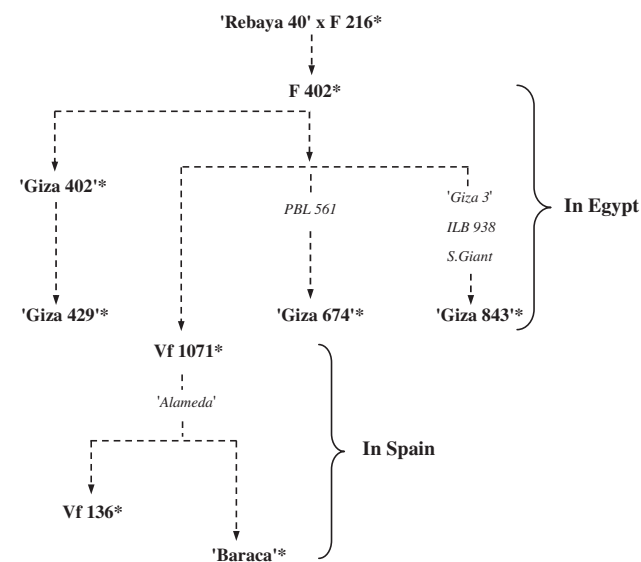 'Rebaya 40' x F 216*
F 402*
'Giza 402'*
PBL 561
'Giza 3'
ILB 938
S.Giant
In Egypt
'Giza 429'*
'Giza 674'*
'Giza 843'*
Vf 1071*
'Alameda'
In Spain
Vf 136*
'Baraca'*